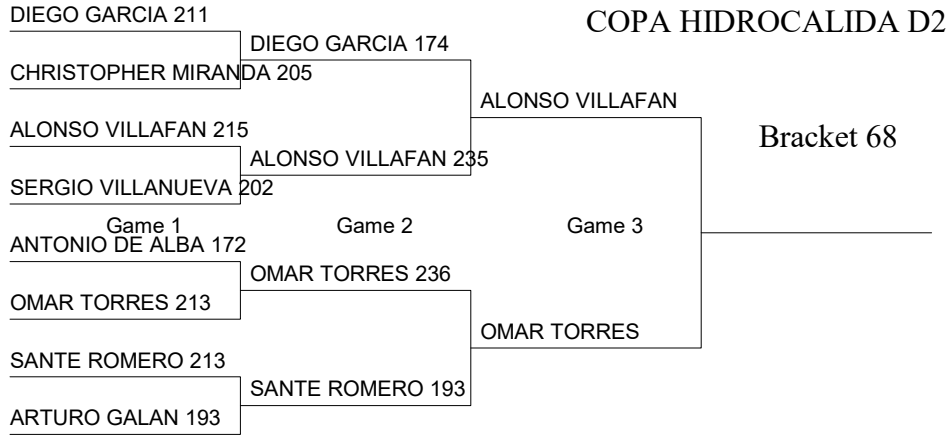 DIEGO GARCIA 211
COPA HIDROCALIDA D2
DIEGO GARCIA 174
CHRISTOPHER MIRANDA 205
ALONSO VILLAFAN
ALONSO VILLAFAN 215
Bracket 68
ALONSO VILLAFAN 235
SERGIO VILLANUEVA 202
Game 1
Game 2
Game 3
ANTONIO DE ALBA 172
OMAR TORRES 236
OMAR TORRES 213
OMAR TORRES
SANTE ROMERO 213
SANTE ROMERO 193
ARTURO GALAN 193